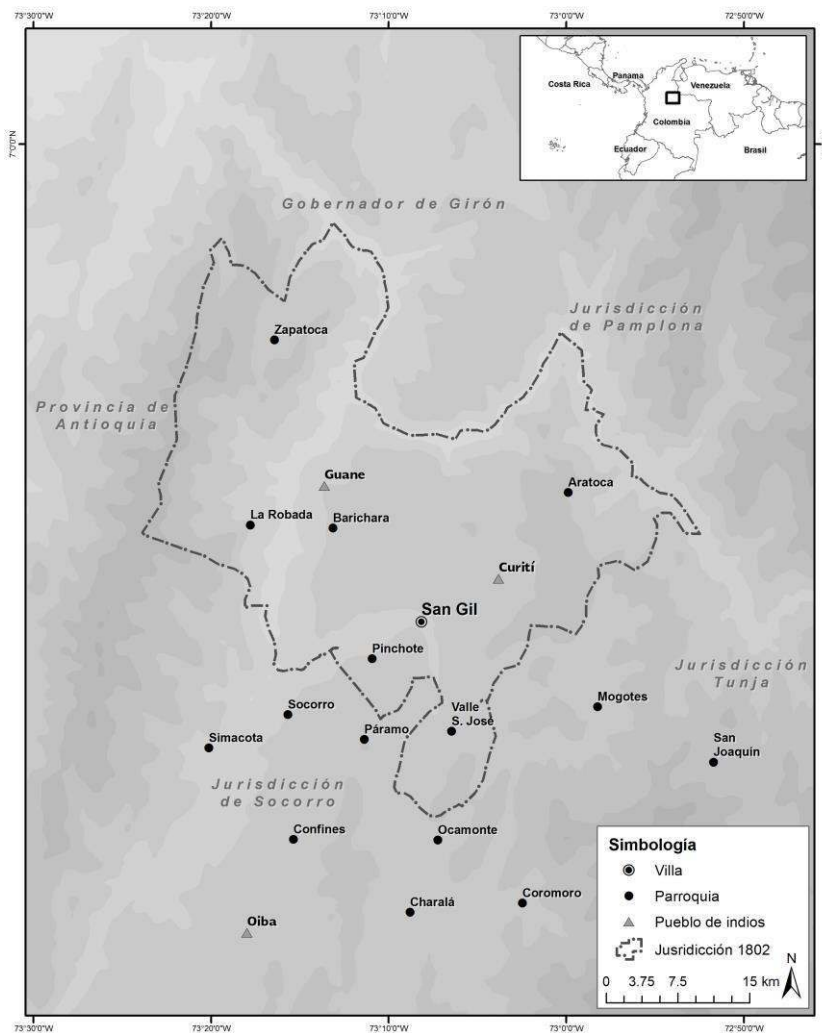 73°30'0"W 73°20'0"W 73°10'0"W 73°0'0"W 72°50'0"W
Costa Rica
Panama
Venezuela
Colombia
Ecuador
Brasil
7°0'0"N
Gobernador de Girón
Jurisdicción
de Pamplona
Zapatoca
Provincia de
Antioquia
Guane
Aratoca
La Robada
Barichara
Curití
San Gil
Pinchote
Jurisdicción
Tunja
Socorro
Valle
S. José
Mogotes
Simacota
Páramo
San
Joaquín
Jurisdicción
de Socorro
Confines
Ocamonte
Oiba
Charalá
Coromoro
Simbología
Villa
Parroquia
Pueblo de indios
Jusridicción 1802
N
0 3.75 7.5 15 km
73°30'0"W 73°20'0"W 73°10'0"W 73°0'0"W 72°50'0"W